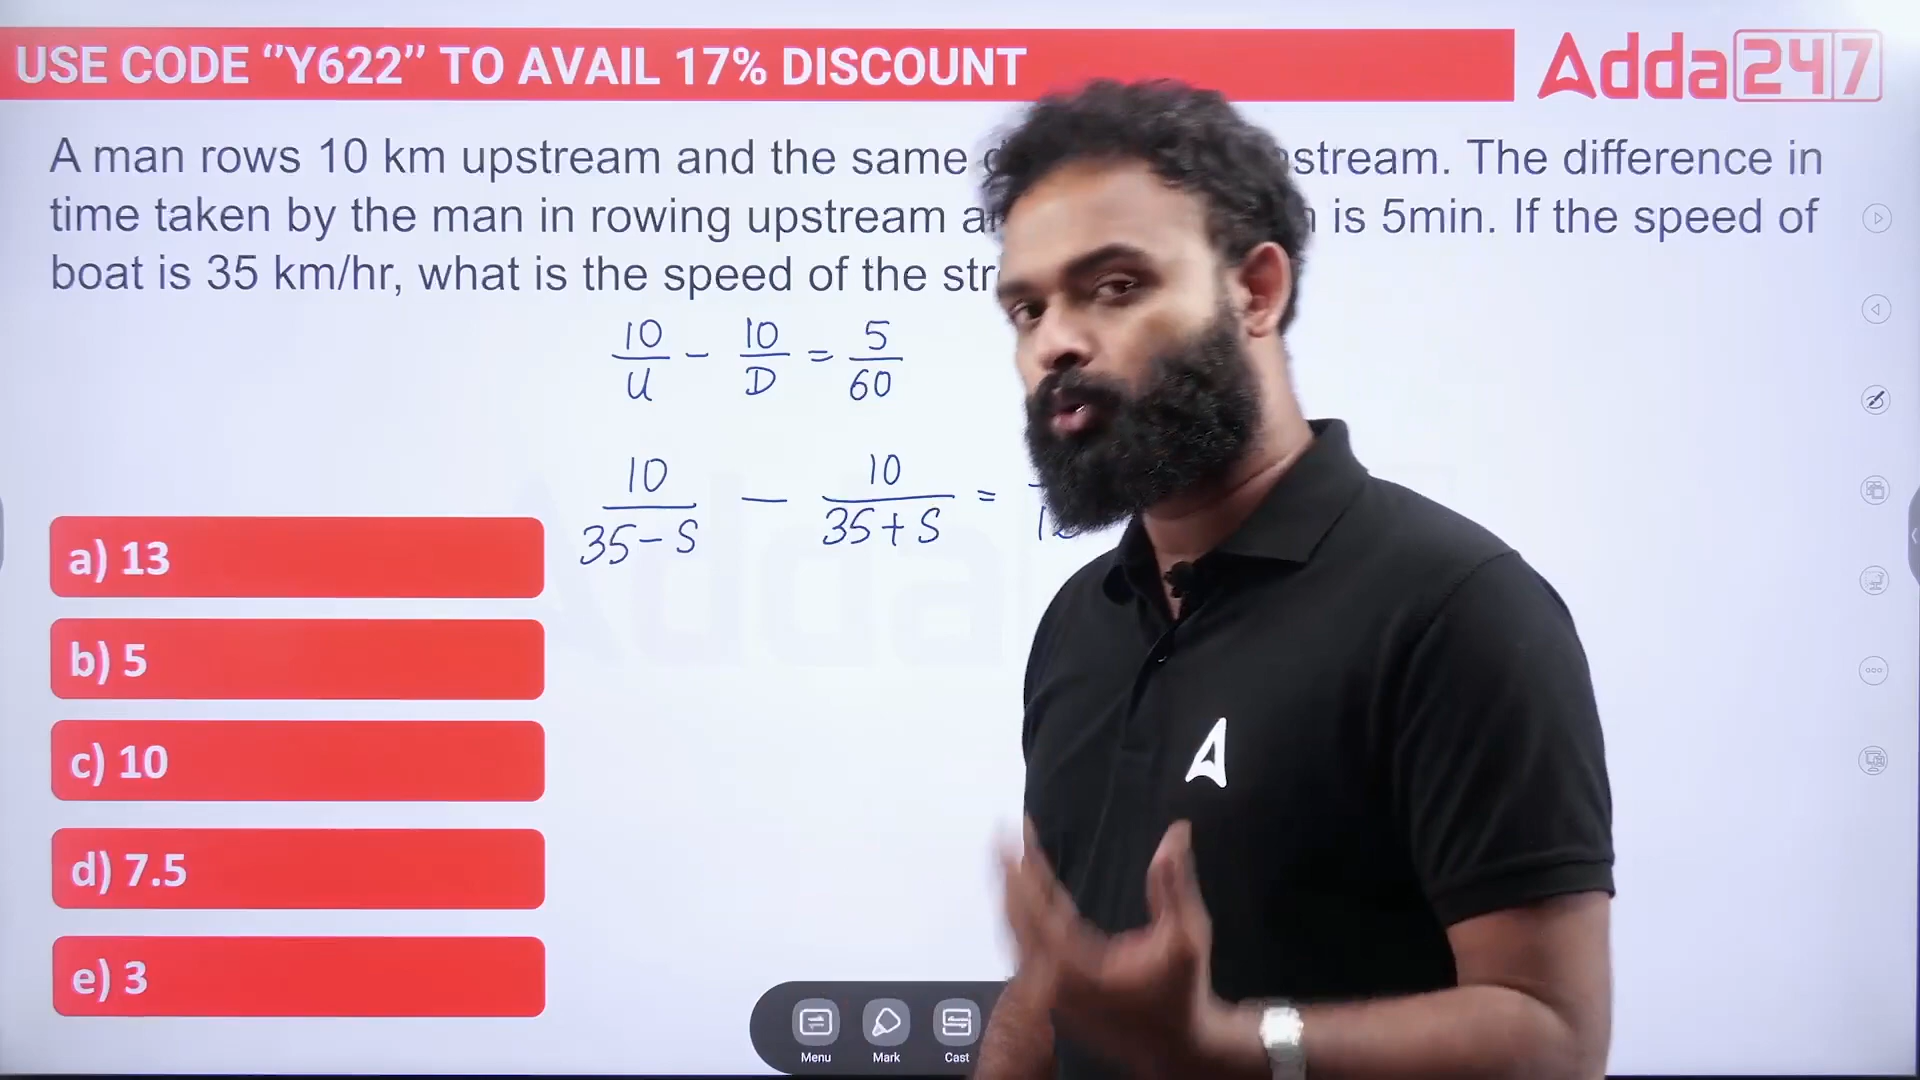 USE CODE “Y622” TO AVAIL 17% DISCOUNT
Adda247
A man rows 10 km upstream and the same stream. The difference in
time taken by the man in rowing upstream is 5min. If the speed of
boat is 35 km/hr, what is the speed of the
10/U - 10/D = 5/60
10/35-S - 10/35+S =
a) 13
b) 5
c) 10
d) 7.5
e) 3
Menu Mark Cast